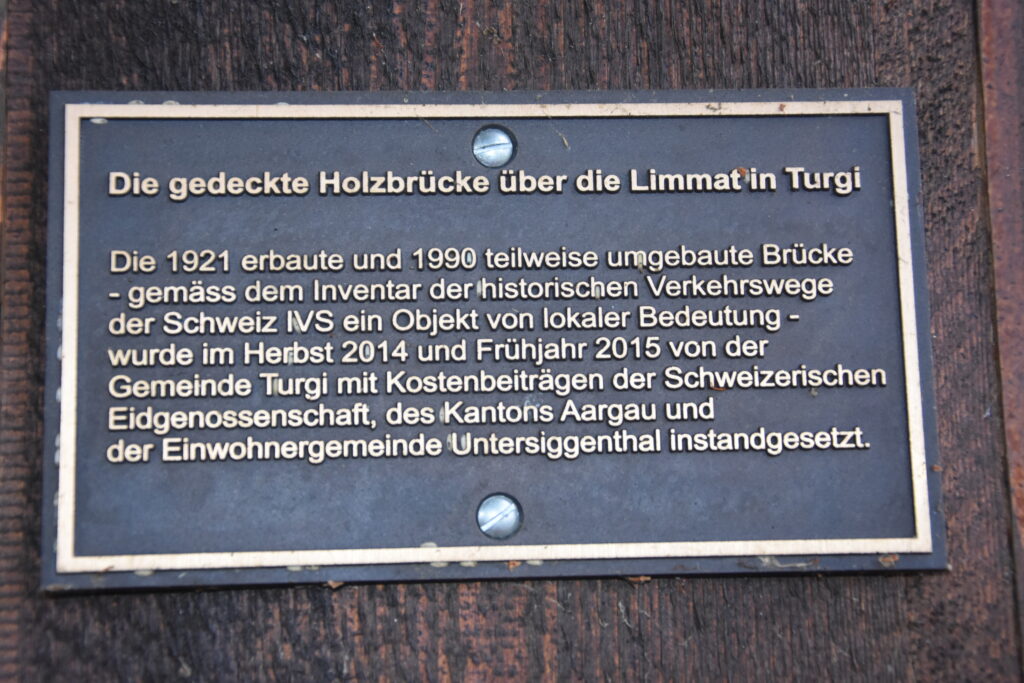 Die gedeckte Holzbrücke über die Limmat in Turgi
Die 1921 erbaute und 1990 teilweise umgebaute Brücke
- gemäss dem Inventar der historischen Verkehrswege
der Schweiz IVS ein Objekt von lokaler Bedeutung -
wurde im Herbst 2014 und Frühjahr 2015 von der
Gemeinde Turgi mit Kostenbeiträgen der Schweizerischen
Eidgenossenschaft, des Kantons Aargau und
der Einwohnergemeinde Untersiggenthal instandgesetzt.